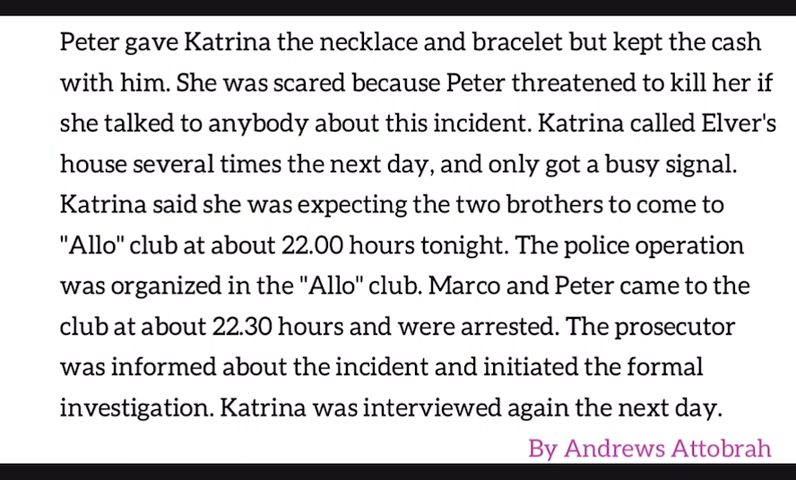 Peter gave Katrina the necklace and bracelet but kept the cash
with him. She was scared because Peter threatened to kill her if
she talked to anybody about this incident. Katrina called Elver's
house several times the next day, and only got a busy signal.
Katrina said she was expecting the two brothers to come to
"Allo" club at about 22.00 hours tonight. The police operation
was organized in the "Allo" club. Marco and Peter came to the
club at about 22.30 hours and were arrested. The prosecutor
was informed about the incident and initiated the formal
investigation. Katrina was interviewed again the next day.
By Andrews Attobrah